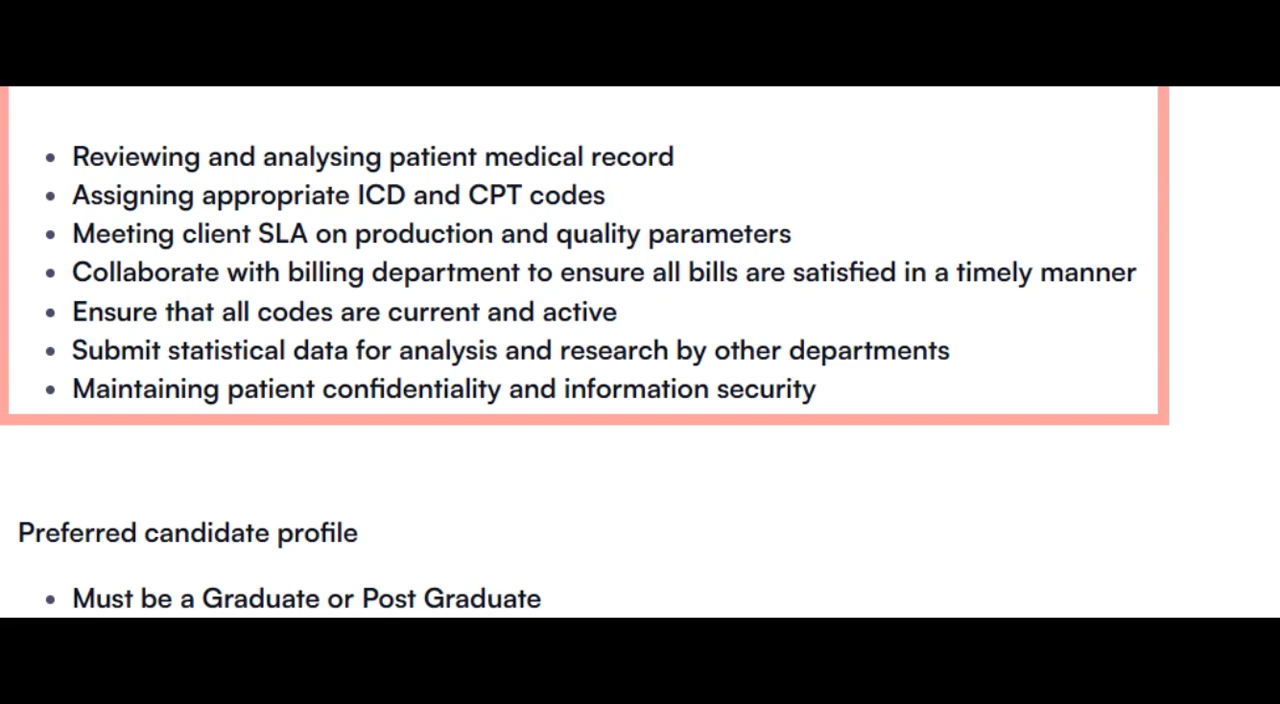 Reviewing and analysing patient medical record
Assigning appropriate ICD and CPT codes
Meeting client SLA on production and quality parameters
Collaborate with billing department to ensure all bills are satisfied in a timely manner
Ensure that all codes are current and active
Submit statistical data for analysis and research by other departments
Maintaining patient confidentiality and information security
Preferred candidate profile
Must be a Graduate or Post Graduate